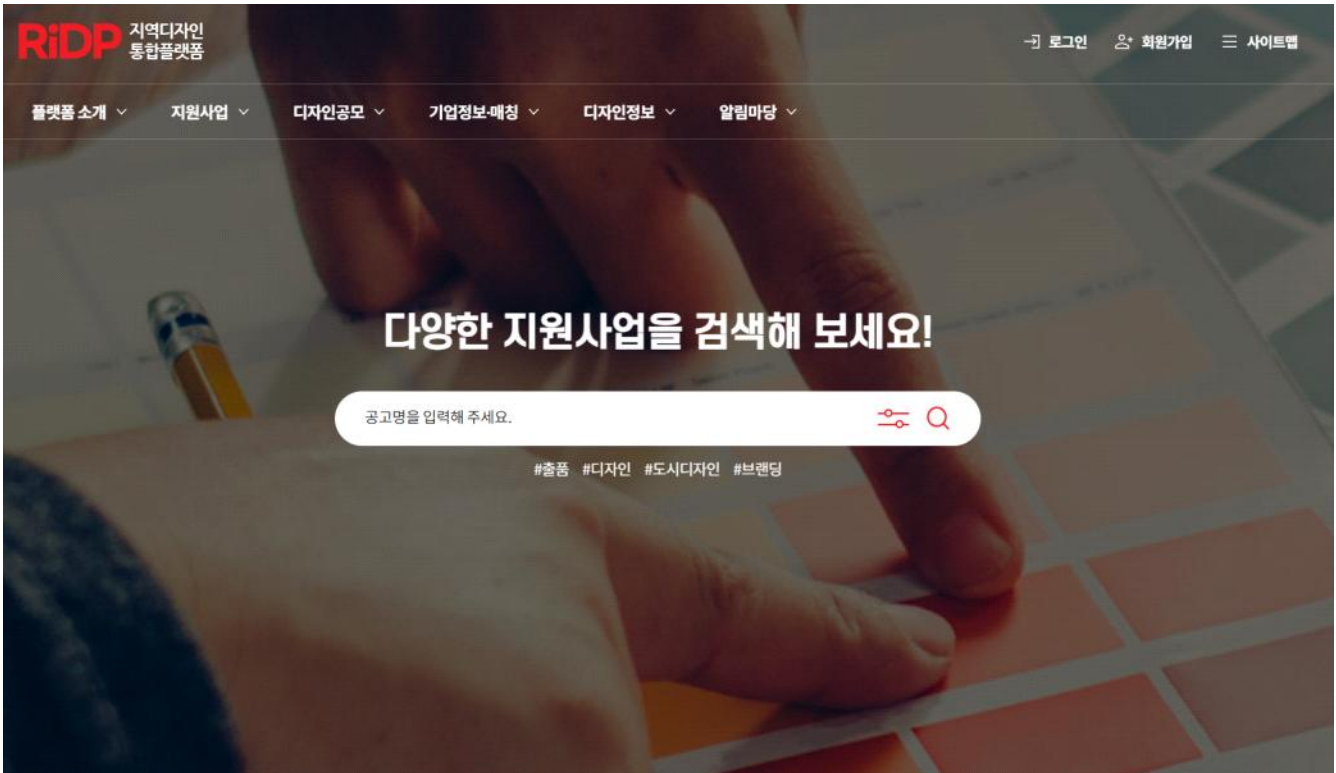 RiDP 지역디자인
통합플랫폼
로그인 회원가입 사이트맵
플랫폼 소개 지원사업 디자인공모 기업정보·매칭 디자인정보 알림마당
다양한 지원사업을 검색해 보세요!
공고명을 입력해 주세요.
#출품 #디자인 #도시디자인 #브랜딩